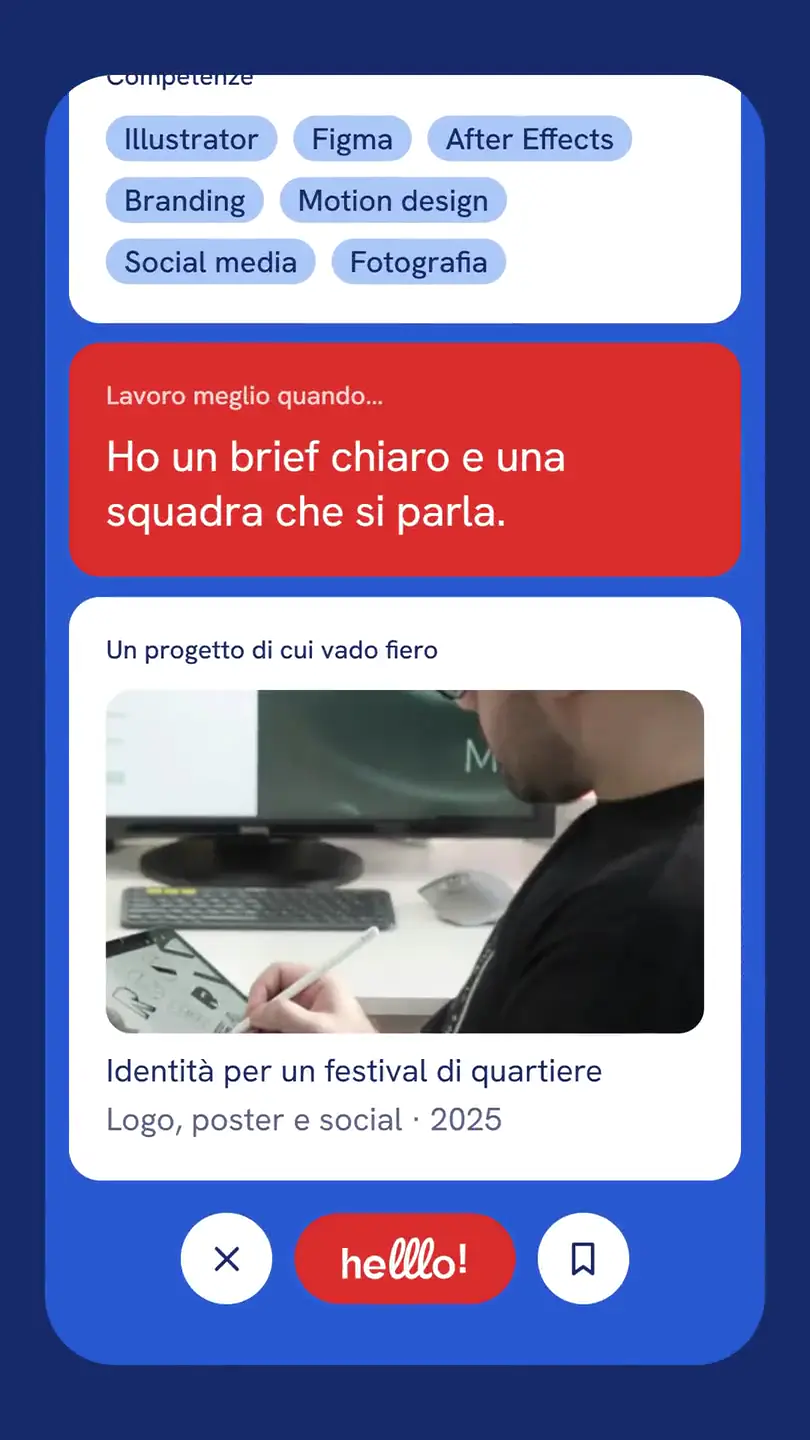 Competenze
Illustrator
Figma
After Effects
Branding
Motion design
Social media
Fotografia
Lavoro meglio quando...
Ho un brief chiaro e una
squadra che si parla.
Un progetto di cui vado fiero
M
Identità per un festival di quartiere
Logo, poster e social · 2025
helllo!